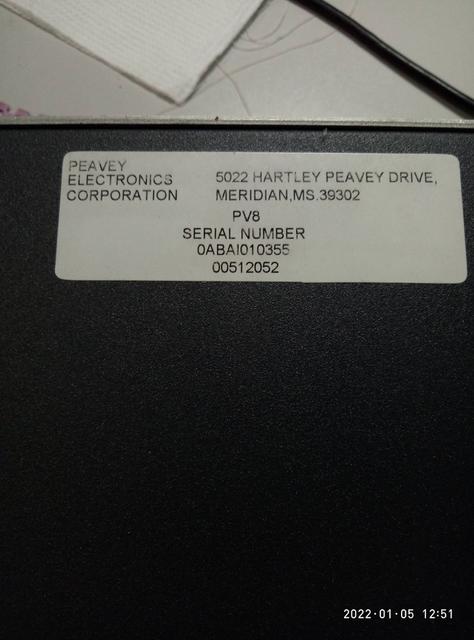 PEAVEY
ELECTRONICS
CORPORATION
5022 HARTLEY PEAVEY DRIVE,
MERIDIAN,MS.39302
PV8
SERIAL NUMBER
0ABAI010355
00512052
2022·01·05 12:51